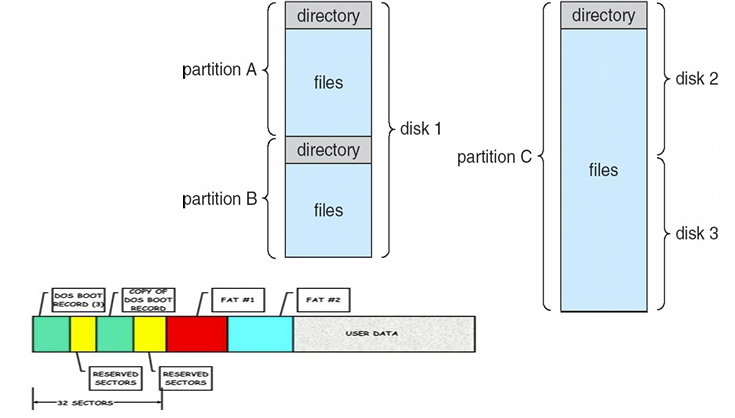 directory
partition A
files
disk 1
directory
partition B
files
directory
disk 2
partition C
files
disk 3
DOS BOOT
RECORD (3)
COPY OF
DOS BOOT
RECORD
FAT #1
FAT #2
USER DATA
RESERVED
SECTORS
RESERVED
SECTORS
32 SECTORS